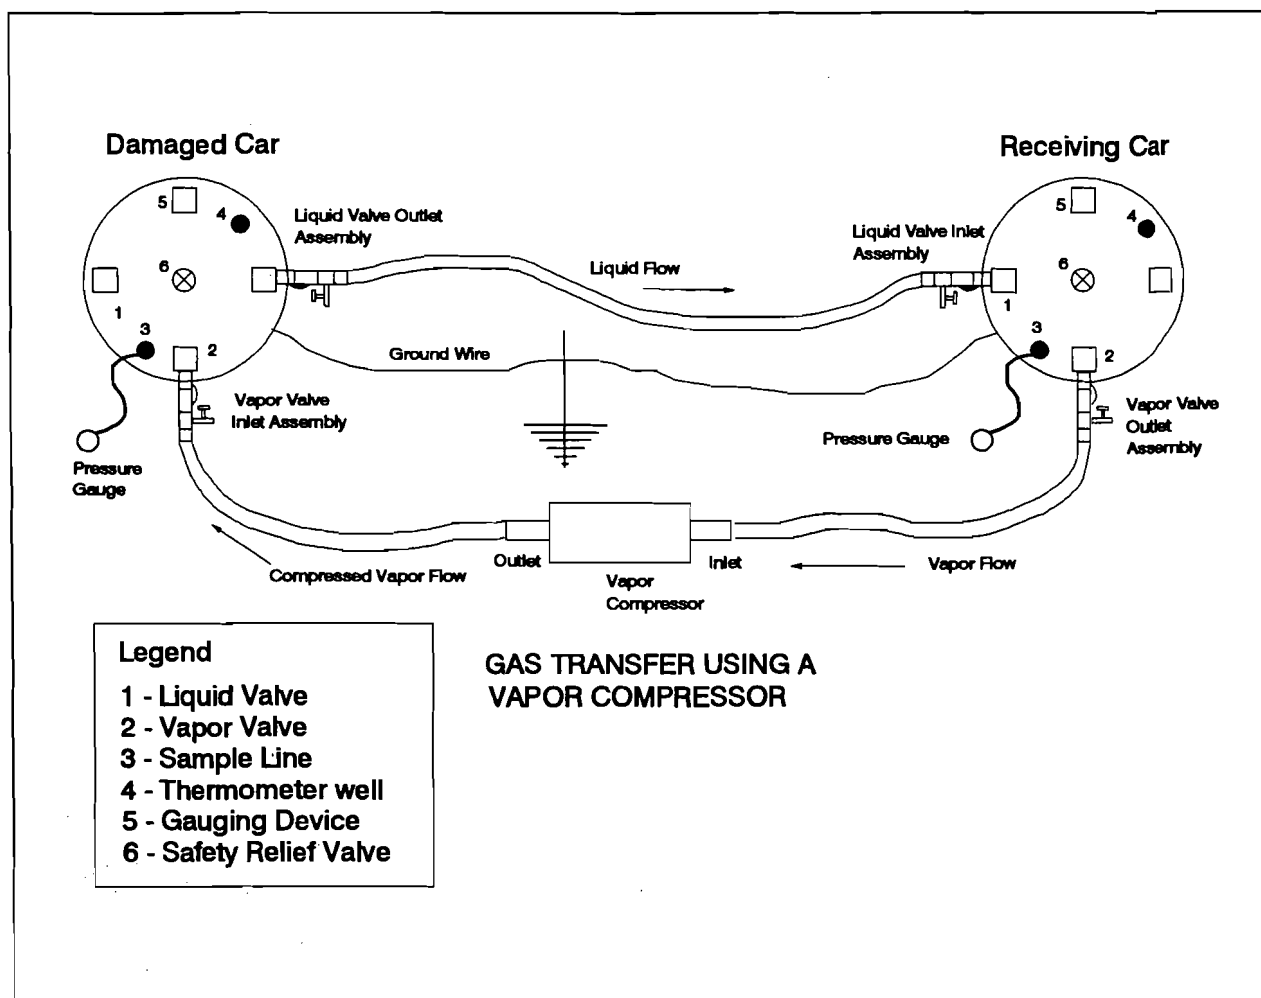 Damaged Car
Receiving Car
5
4
6
1
3
2
Liquid Valve Outlet
Assembly
Liquid Flow
Liquid Valve Inlet
Assembly
5
4
6
1
3
2
Ground Wire
Vapor Valve
Inlet Assembly
Pressure
Gauge
Pressure Gauge
Vapor Valve
Outlet
Assembly
Compressed Vapor Flow
Outlet
Vapor
Compressor
Inlet
Vapor Flow
Legend
1 - Liquid Valve
2 - Vapor Valve
3 - Sample Line
4 - Thermometer well
5 - Gauging Device
6 - Safety Relief Valve
GAS TRANSFER USING A
VAPOR COMPRESSOR